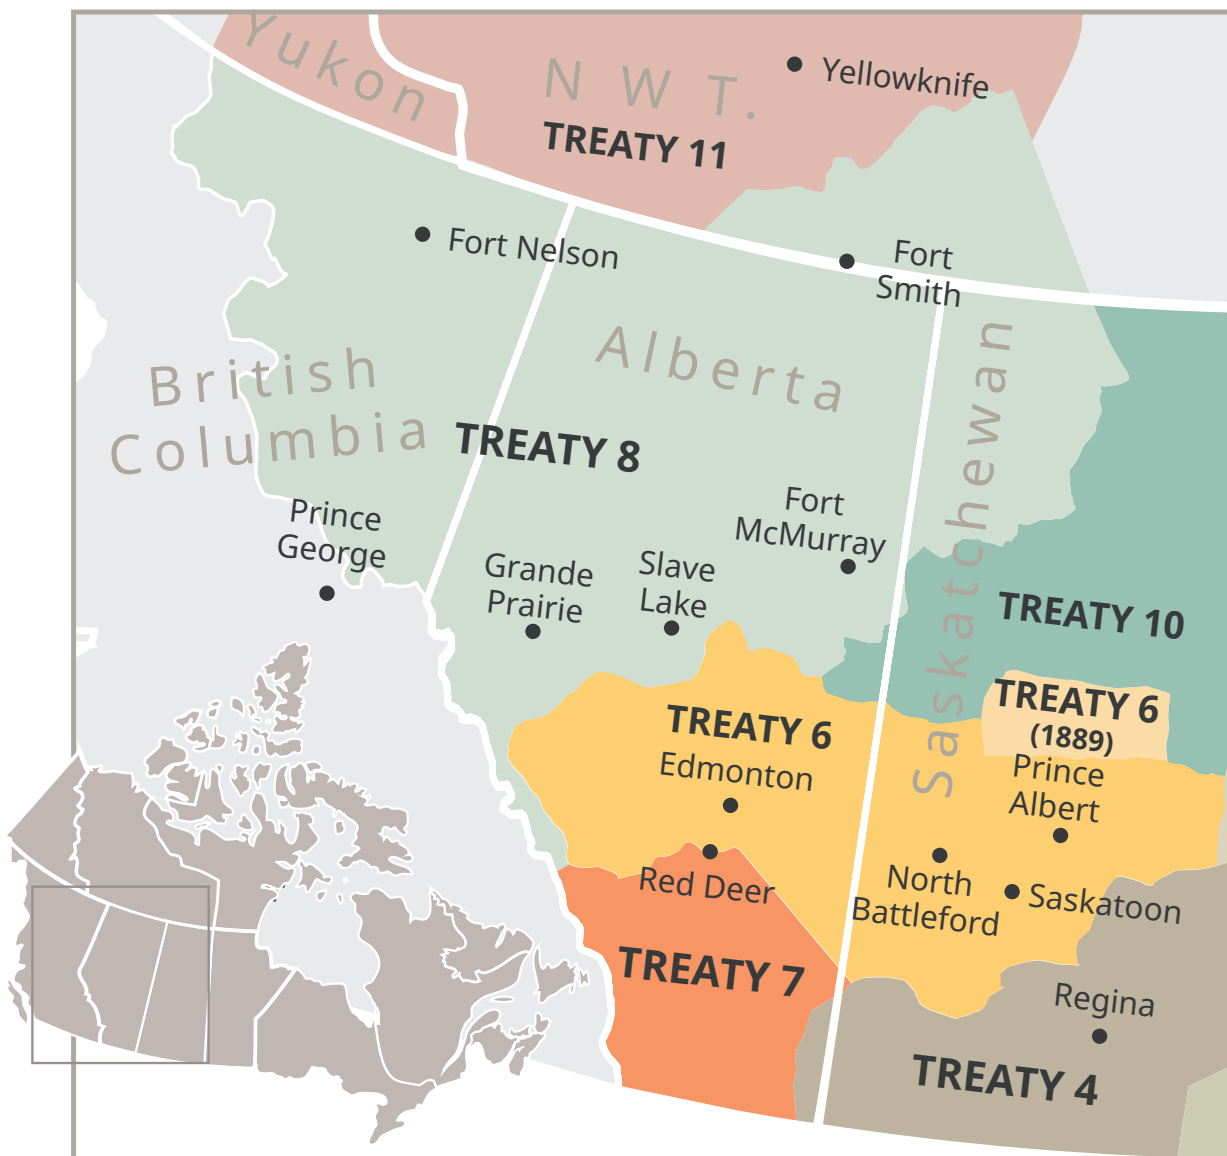 Yukon
N W T.
Yellowknife
TREATY 11
Fort Nelson
Fort
Smith
British
Columbia
Alberta
Saskatchewan
TREATY 8
Prince
George
Grande
Prairie
Slave
Lake
Fort
McMurray
TREATY 10
TREATY 6
(1889)
TREATY 6
Edmonton
Prince
Albert
Red Deer
North
Battleford
Saskatoon
TREATY 7
Regina
TREATY 4